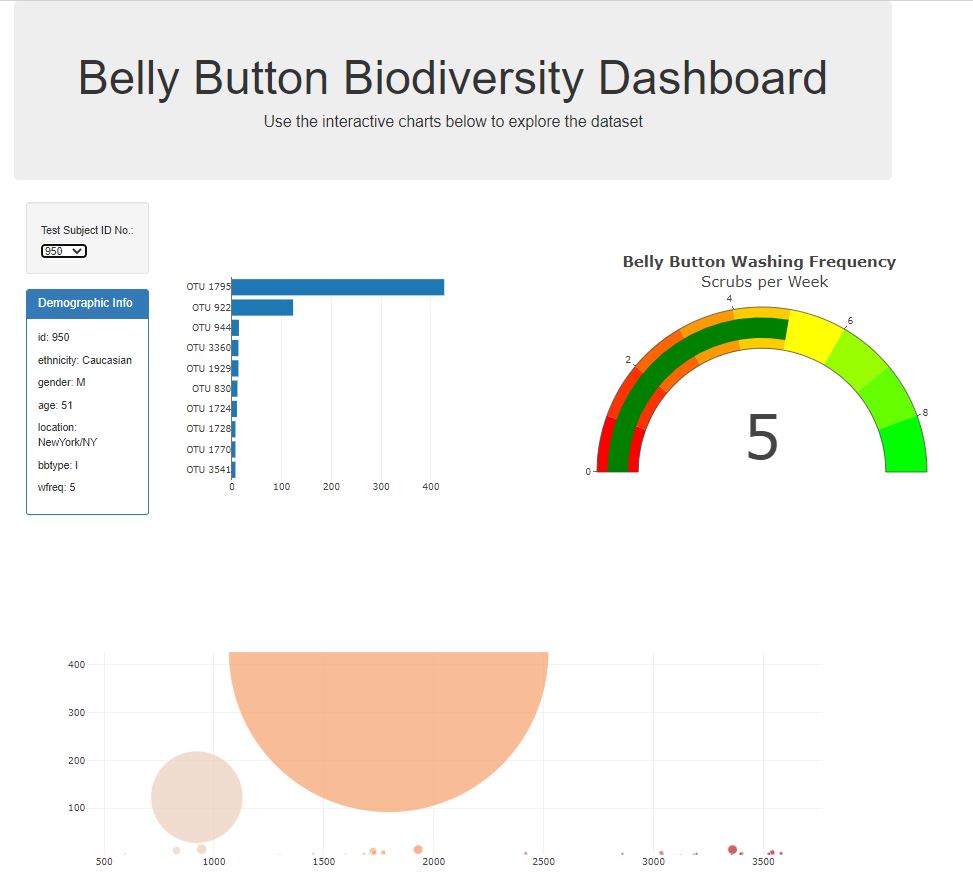 Belly Button Biodiversity Dashboard
Use the interactive charts below to explore the dataset
Test Subject ID No.:
950
Demographic Info
id: 950
ethnicity: Caucasian
gender: M
age: 51
location:
NewYork/NY
bbtype: I
wfreq: 5
OTU 1795
OTU 922
OTU 944
OTU 3360
OTU 1929
OTU 830
OTU 1724
OTU 1728
OTU 1770
OTU 3541
0 100 200 300 400
Belly Button Washing Frequency
Scrubs per Week
0
2
4
6
8
5
400
300
200
100
500 1000 1500 2000 2500 3000 3500